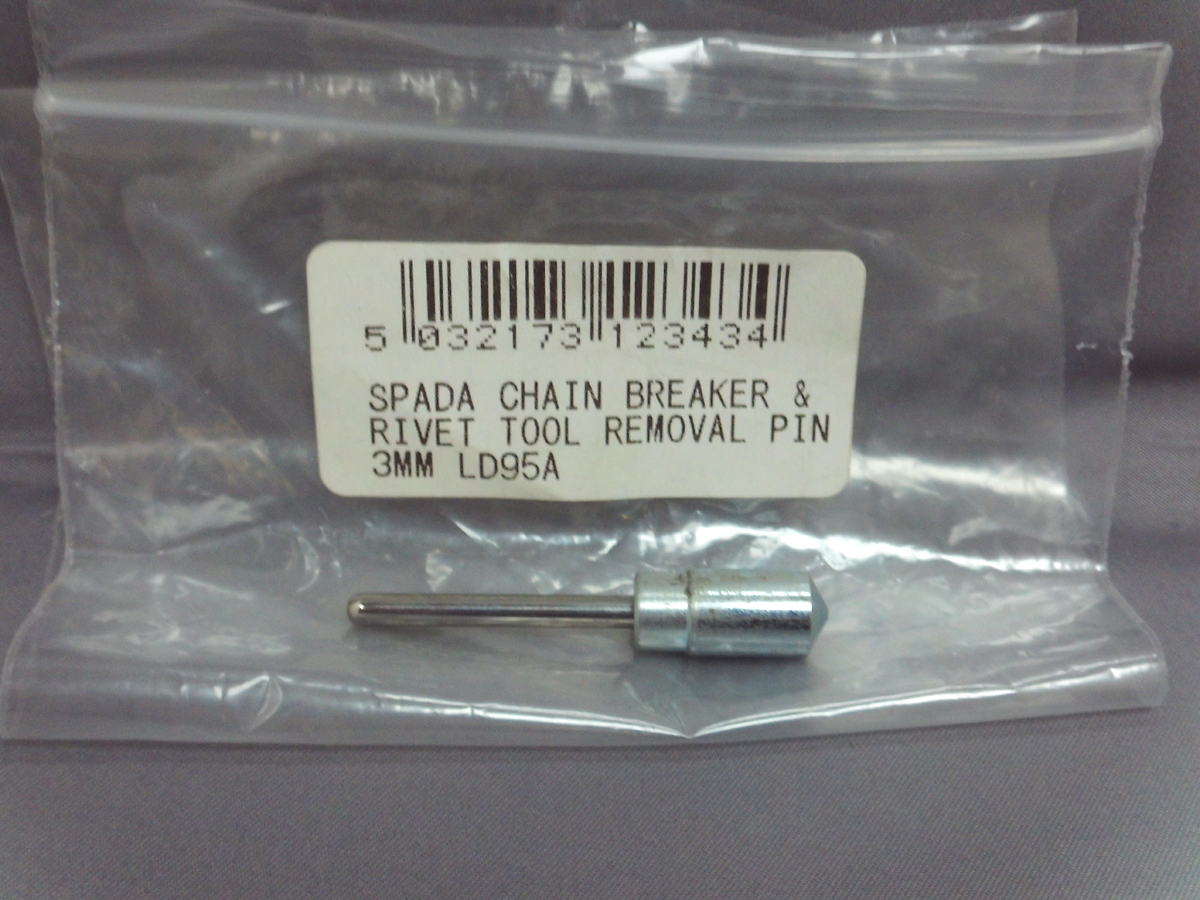 5 032173 123434
SPADA CHAIN BREAKER &
RIVET TOOL REMOVAL PIN
3MM LD95A